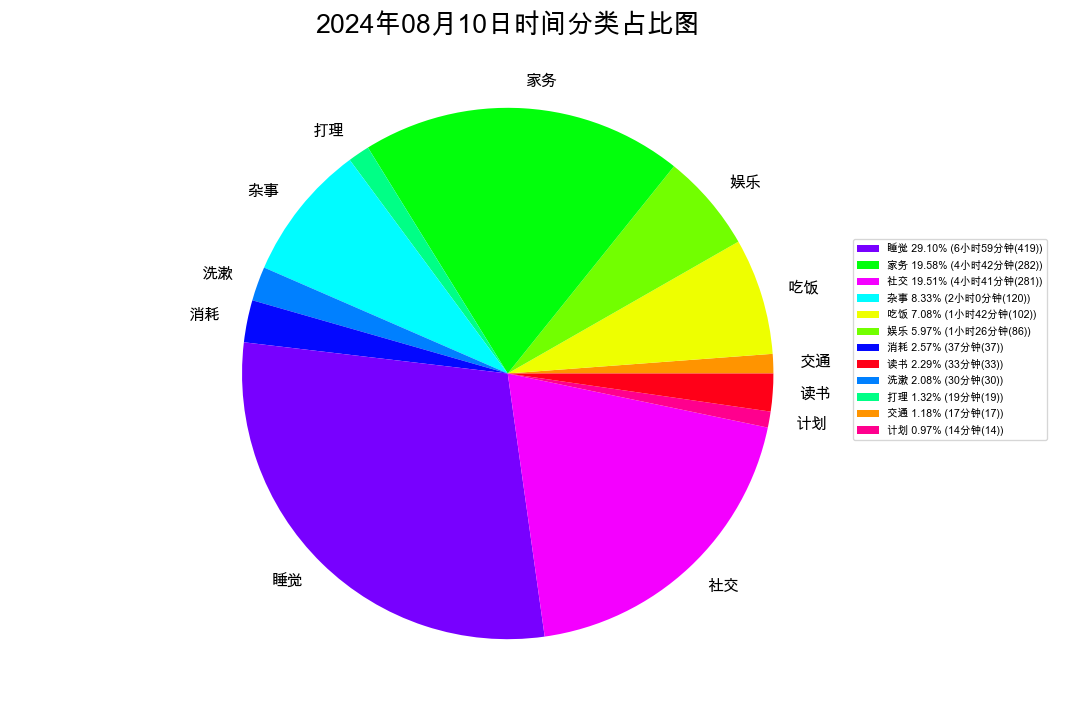 2024年08月10日时间分类占比图
家务
打理
娱乐
杂事
洗漱
吃饭
消耗
交通
读书
计划
睡觉
社交
睡觉 29.10% (6小时59分钟(419))
家务 19.58% (4小时42分钟(282))
社交 19.51% (4小时41分钟(281))
杂事 8.33% (2小时0分钟(120))
吃饭 7.08% (1小时42分钟(102))
娱乐 5.97% (1小时26分钟(86))
消耗 2.57% (37分钟(37))
读书 2.29% (33分钟(33))
洗漱 2.08% (30分钟(30))
打理 1.32% (19分钟(19))
交通 1.18% (17分钟(17))
计划 0.97% (14分钟(14))